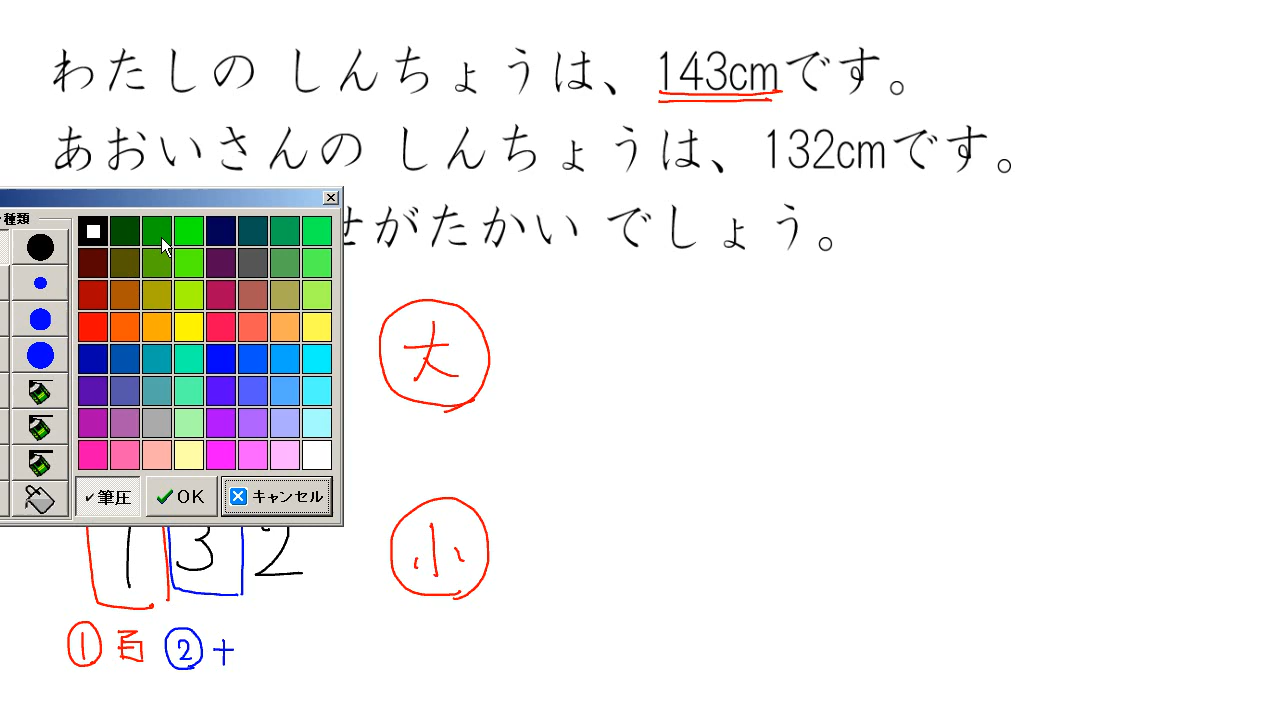 わたしの しんちょうは、143cmです。
あおいさんの しんちょうは、132cmです。
せがたかい でしょう。
種類
大
✓筆圧 OK キャンセル
132 小
①百 ②十